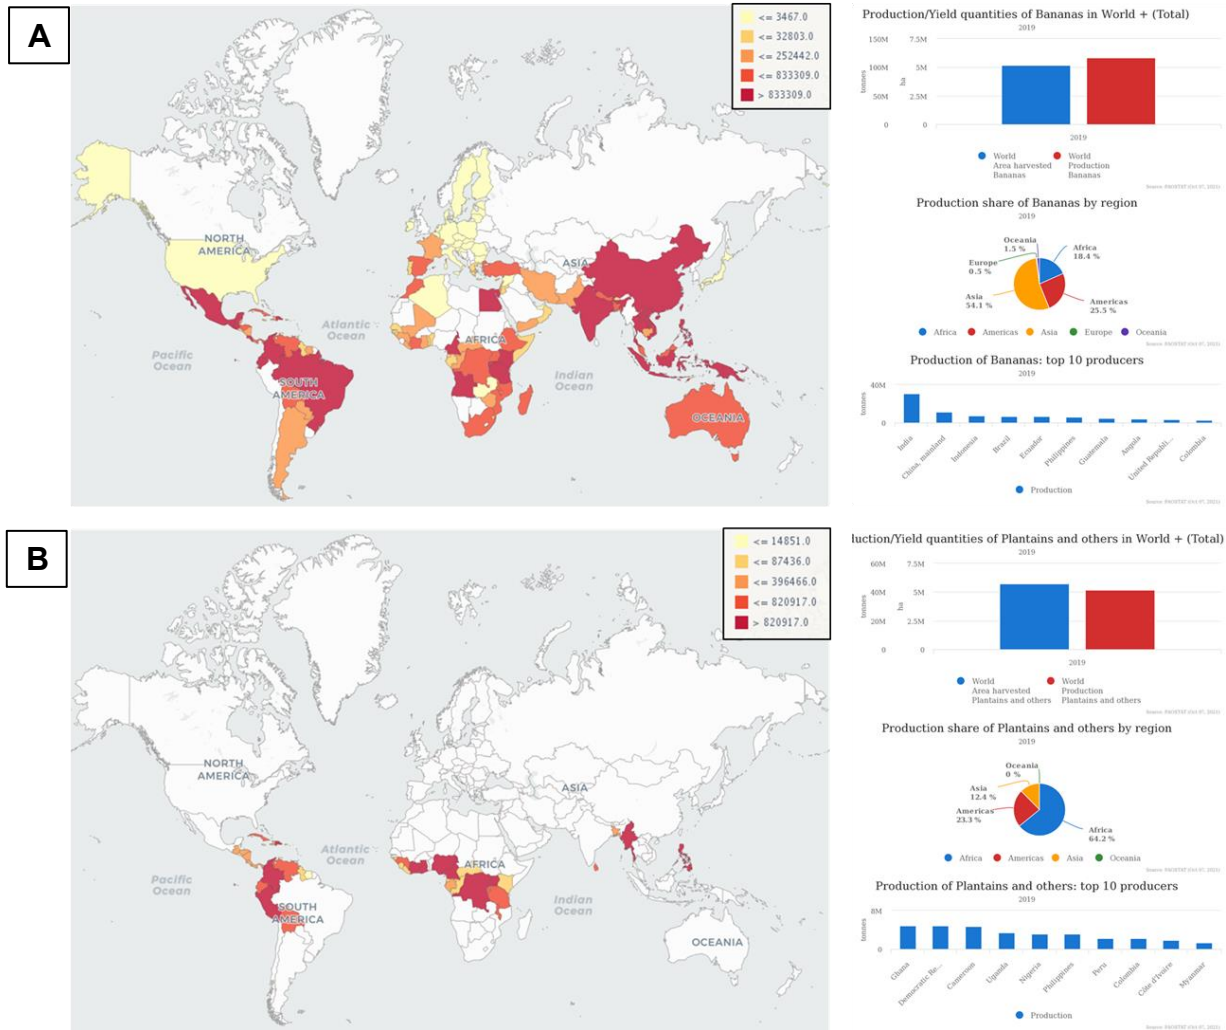 A
NORTH
AMERICA
ASIA
Atlantic
Ocean
AFRICA
Pacific
Ocean
Indian
Ocean
SOUTH
AMERICA
OCEANIA
<= 3467.0
<= 32803.0
<= 252442.0
<= 833309.0
> 833309.0
Production/Yield quantities of Bananas in World + (Total)
2019
150M
100M
50M
0
tonnes
7.5M
5M
2.5M
0
ha
2019
World
Area harvested
Bananas
World
Production
Bananas
Production share of Bananas by region
2019
Oceania
1.5 %
Europe
0.5 %
Asia
54.1 %
Africa
18.4 %
Americas
25.5 %
Africa
Americas
Asia
Europe
Oceania
Production of Bananas: top 10 producers
2019
40M
0
tonnes
India
China, mainland
Indonesia
Brazil
Ecuador
Philippines
Guatemala
Angola
United Republi...
Colombia
Production
B
NORTH
AMERICA
ASIA
Atlantic
Ocean
AFRICA
Pacific
Ocean
Indian
Ocean
SOUTH
AMERICA
OCEANIA
<= 14851.0
<= 87436.0
<= 396466.0
<= 820917.0
> 820917.0
luction/Yield quantities of Plantains and others in World + (Total)
2019
60M
40M
20M
0
tonnes
7.5M
5M
2.5M
0
ha
2019
World
Area harvested
Plantains and others
World
Production
Plantains and others
Production share of Plantains and others by region
2019
Oceania
0 %
Asia
12.4 %
Americas
23.3 %
Africa
64.2 %
Africa
Americas
Asia
Oceania
Production of Plantains and others: top 10 producers
2019
8M
0
tonnes
Ghana
Democratic Re...
Cameroon
Uganda
Nigeria
Philippines
Peru
Colombia
Côte d'Ivoire
Myanmar
Production